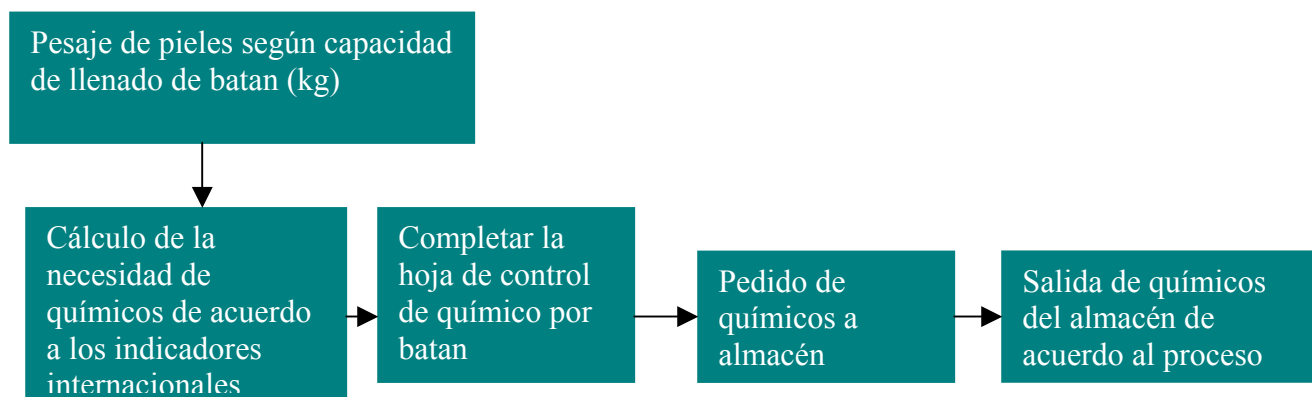 Pesaje de pieles según capacidad
de llenado de batan (kg)
Cálculo de la
necesidad de
químicos de acuerdo
a los indicadores
internacionales
Completar la
hoja de control
de químico por
batan
Pedido de
químicos a
almacén
Salida de químicos
del almacén de
acuerdo al proceso